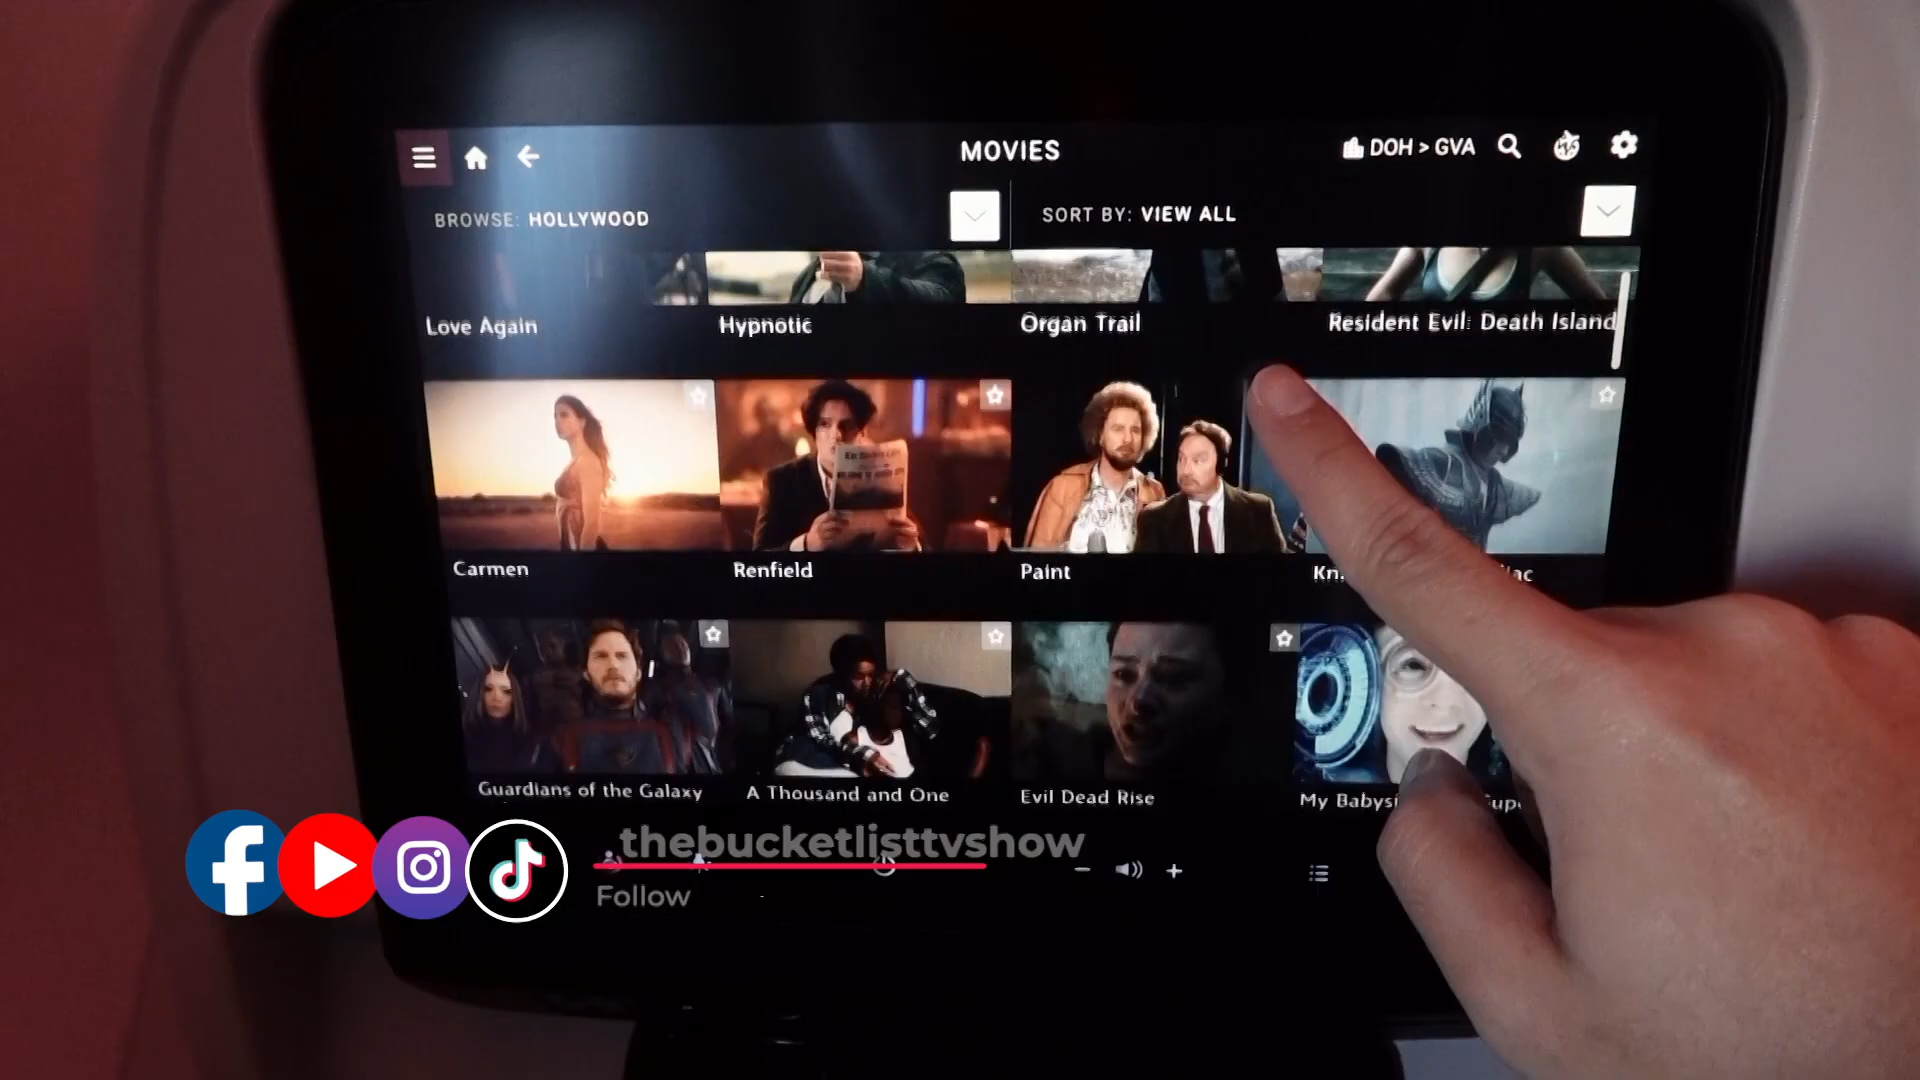 MOVIES
DOH > GVA
BROWSE: HOLLYWOOD
SORT BY: VIEW ALL
Love Again
Hypnotic
Organ Trail
Resident Evil: Death Island
Carmen
Renfield
Paint
Guardians of the Galaxy
A Thousand and One
Evil Dead Rise
My
thebucketlisttvshow
Follow